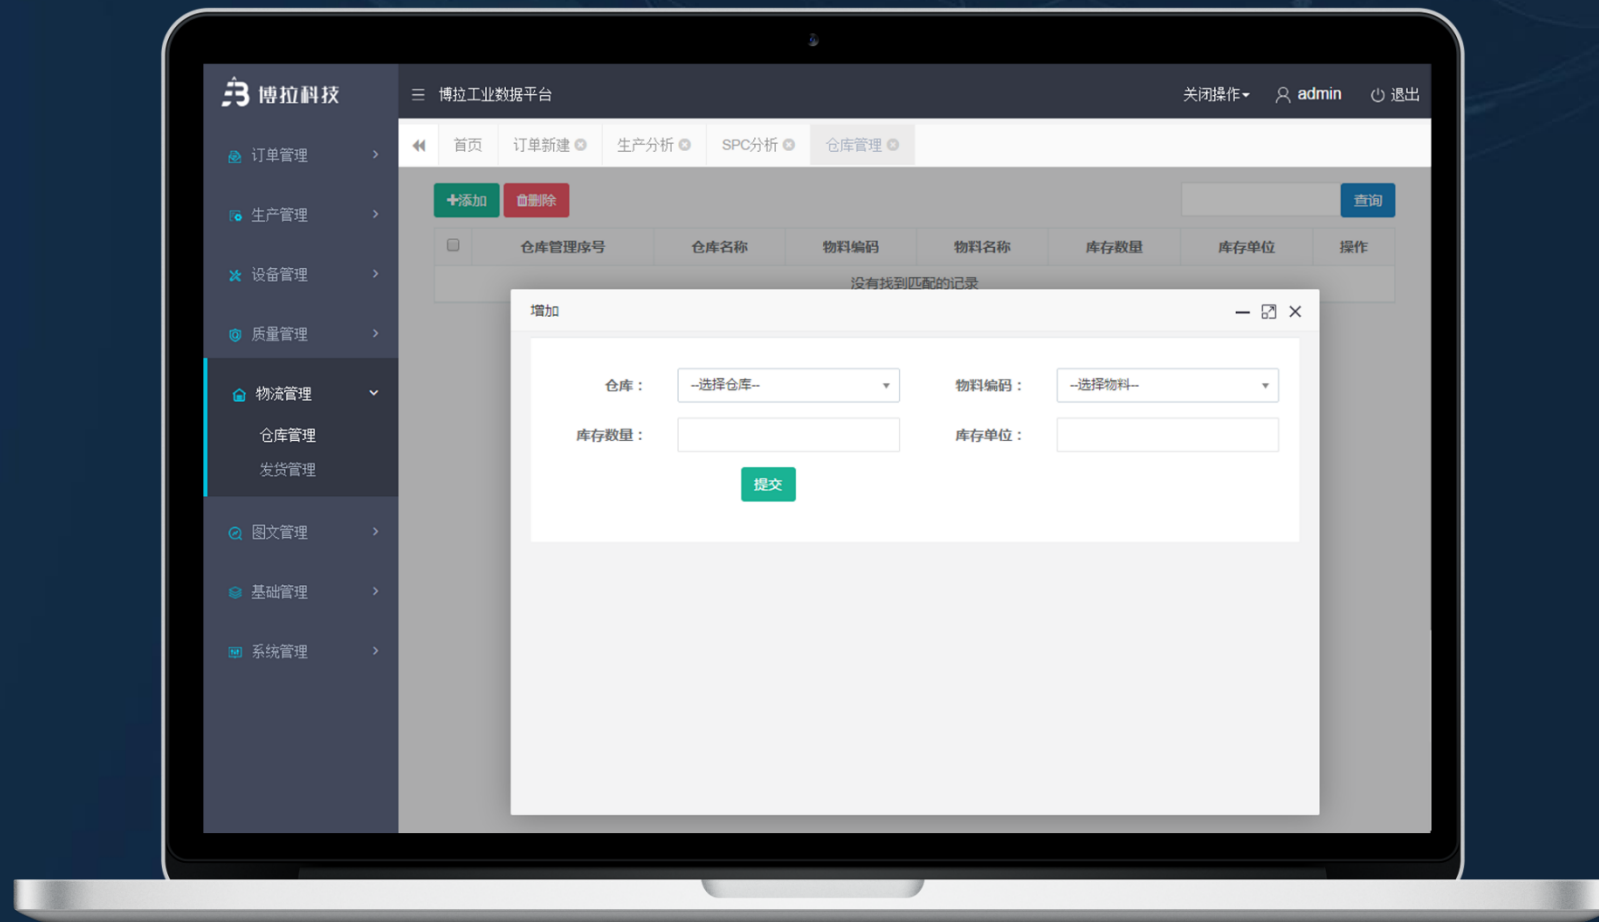 博拉科技
博拉工业数据平台
关闭操作 admin 退出
首页 订单新建 生产分析 SPC分析 仓库管理
订单管理
生产管理
设备管理
质量管理
物流管理
仓库管理
发货管理
图文管理
基础管理
系统管理
添加 删除 查询
仓库管理序号 仓库名称 物料编码 物料名称 库存数量 库存单位 操作
没有找到匹配的记录
增加
仓库： --选择仓库-- 物料编码： --选择物料--
库存数量： 库存单位：
提交